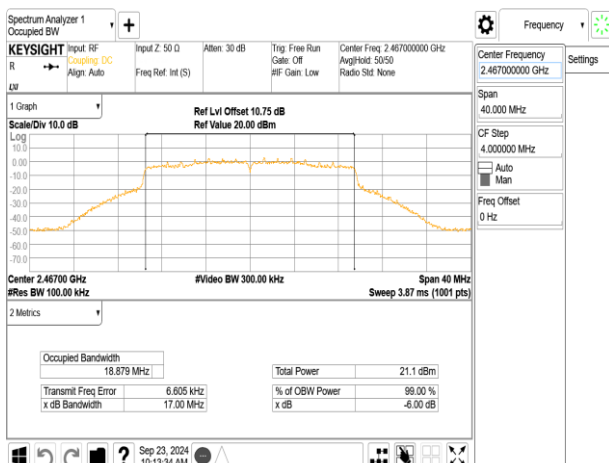 Spectrum Analyzer 1
Occupied BW
Frequency
KEYSIGHT
R
LXI
Input: RF
Coupling: DC
Align: Auto
Input Z: 50 Ω
Freq Ref: Int (S)
Atten: 30 dB
Trig: Free Run
Gate: Off
#IF Gain: Low
Center Freq: 2.467000000 GHz
Avg|Hold: 50/50
Radio Std: None
Center Frequency
2.467000000 GHz
Settings
Span
40.000 MHz
CF Step
4.000000 MHz
Auto
Man
Freq Offset
0 Hz
1 Graph
Scale/Div 10.0 dB
Ref Lvl Offset 10.75 dB
Ref Value 20.00 dBm
Log
10.0
0.00
-10.0
-20.0
-30.0
-40.0
-50.0
-60.0
-70.0
Center 2.46700 GHz
#Res BW 100.00 kHz
#Video BW 300.00 kHz
Span 40 MHz
Sweep 3.87 ms (1001 pts)
2 Metrics
Occupied Bandwidth
18.879 MHz
Total Power 21.1 dBm
Transmit Freq Error 6.605 kHz
% of OBW Power 99.00 %
x dB Bandwidth 17.00 MHz
x dB -6.00 dB
?
Sep 23, 2024
10:13:34 AM